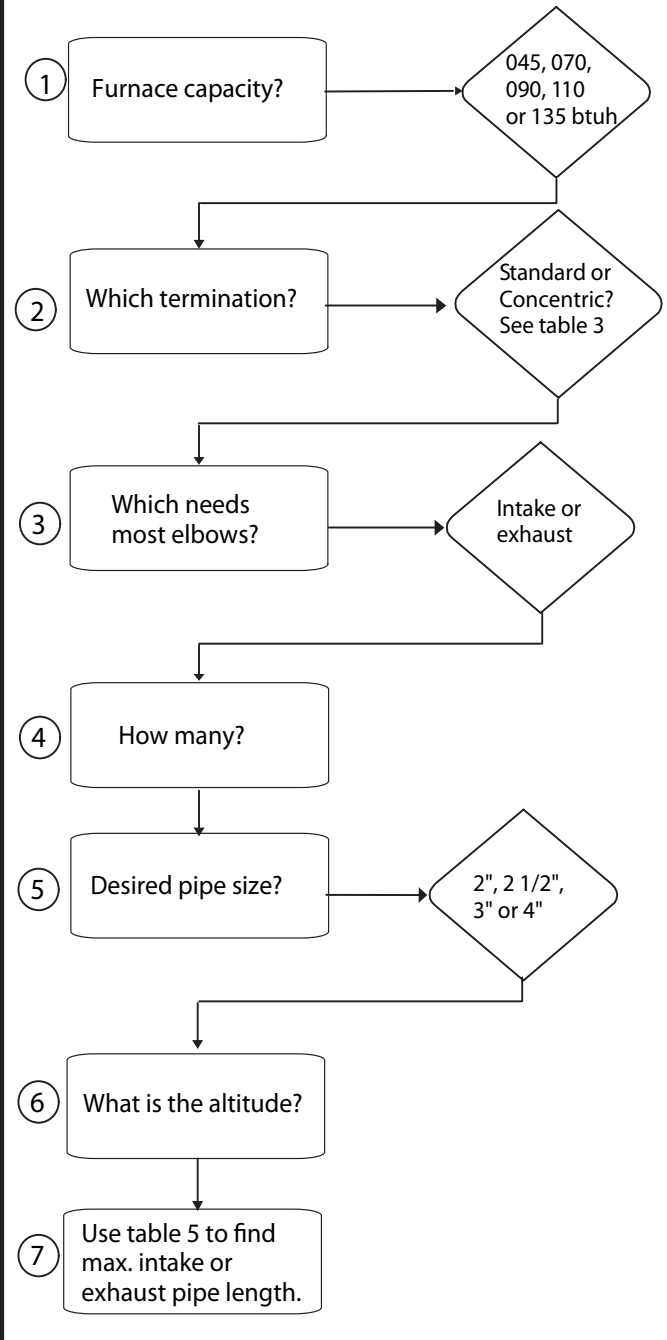 1
Furnace capacity?
045, 070,
090, 110
or 135 btuh
2
Which termination?
Standard or
Concentric?
See table 3
3
Which needs
most elbows?
Intake or
exhaust
4
How many?
5
Desired pipe size?
2", 2 1/2",
3" or 4"
6
What is the altitude?
7
Use table 5 to find
max. intake or
exhaust pipe length.